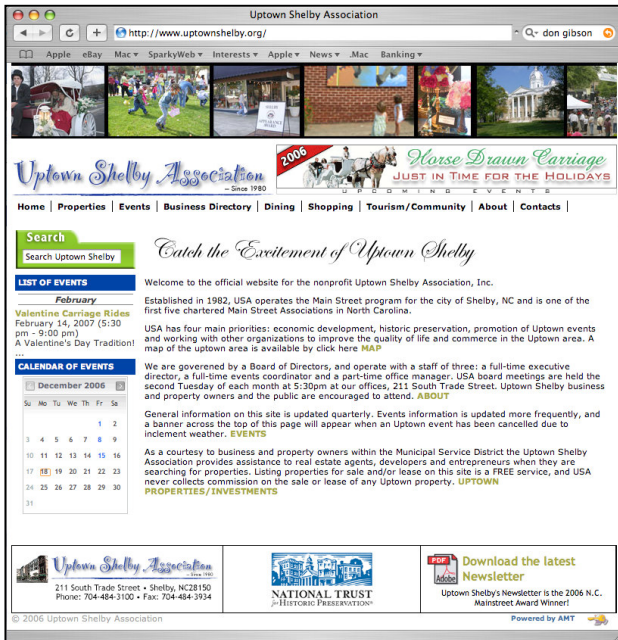 Uptown Shelby Association
http://www.uptownshelby.org/
don gibson
Apple eBay Mac SparkyWeb Interests Apple News .Mac Banking
Uptown Shelby Association
– Since 1980
2006
Horse Drawn Carriage
JUST IN TIME FOR THE HOLIDAYS
UPCOMING EVENTS
Home | Properties | Events | Business Directory | Dining | Shopping | Tourism/Community | About | Contacts |
Search
Search Uptown Shelby
LIST OF EVENTS
February
Valentine Carriage Rides
February 14, 2007 (5:30
pm - 9:00 pm)
A Valentine's Day Tradition!
...
CALENDAR OF EVENTS
December 2006
Su Mo Tu We Th Fr Sa
1 2
3 4 5 6 7 8 9
10 11 12 13 14 15 16
17 18 19 20 21 22 23
24 25 26 27 28 29 30
31
Catch the Excitement of Uptown Shelby
Welcome to the official website for the nonprofit Uptown Shelby Association, Inc.
Established in 1982, USA operates the Main Street program for the city of Shelby, NC and is one of the
first five chartered Main Street Associations in North Carolina.
USA has four main priorities: economic development, historic preservation, promotion of Uptown events
and working with other organizations to improve the quality of life and commerce in the Uptown area. A
map of the uptown area is available by click here MAP
We are goverened by a Board of Directors, and operate with a staff of three: a full-time executive
director, a full-time events coordinator and a part-time office manager. USA board meetings are held the
second Tuesday of each month at 5:30pm at our offices, 211 South Trade Street. Uptown Shelby business
and property owners and the public are encouraged to attend. ABOUT
General information on this site is updated quarterly. Events information is updated more frequently, and
a banner across the top of this page will appear when an Uptown event has been cancelled due to
inclement weather. EVENTS
As a courtesy to business and property owners within the Municipal Service District the Uptown Shelby
Association provides assistance to real estate agents, developers and entrepreneurs when they are
searching for properties. Listing properties for sale and/or lease on this site is a FREE service, and USA
never collects commission on the sale or lease of any Uptown property. UPTOWN
PROPERTIES/INVESTMENTS
Uptown Shelby Association
– Since 1980
211 South Trade Street • Shelby, NC28150
Phone: 704-484-3100 • Fax: 704-484-3934
NATIONAL TRUST
for HISTORIC PRESERVATION®
PDF
Adobe
Download the latest
Newsletter
Uptown Shelby's Newsletter is the 2006 N.C.
Mainstreet Award Winner!
© 2006 Uptown Shelby Association
Powered by AMT